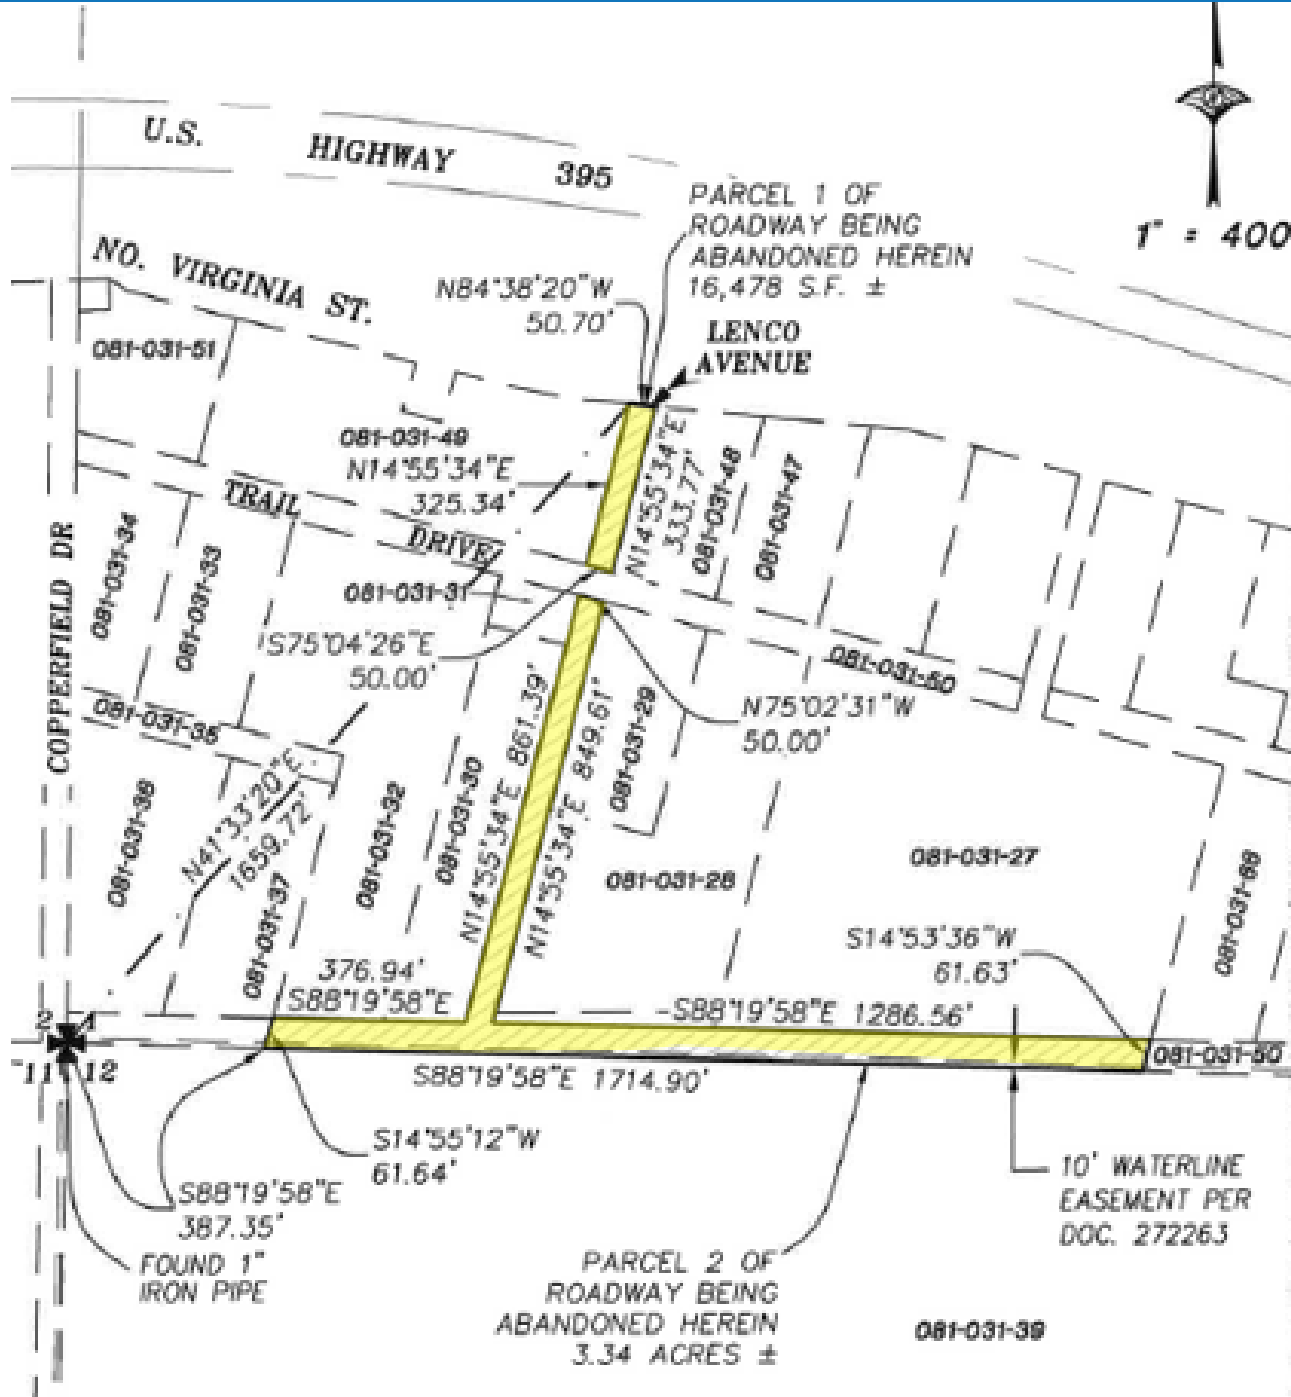 U.S. HIGHWAY 395
PARCEL 1 OF
ROADWAY BEING
ABANDONED HEREIN
16,478 S.F. ±
1" = 400
NO. VIRGINIA ST.
N84°38'20"W
50.70'
LENCO
AVENUE
081-031-51
081-031-49
N14°55'34"E
325.34'
N14°55'34"E
333.77'
081-031-48
081-031-47
TRAIL DRIVE
COPPERFIELD DR
081-031-34
081-031-33
081-031-31
S75°04'26"E
50.00'
081-031-50
N75°02'31"W
50.00'
081-031-35
N41°33'20"E
1659.72'
081-031-32
081-031-30
N14°55'34"E 861.39'
N14°55'34"E 849.61'
081-031-29
081-031-28
081-031-27
081-031-37
376.94'
S88°19'58"E
S14°53'36"W
61.63'
S88°19'58"E 1286.56'
081-031-50
2 1
11 12
S88°19'58"E 1714.90'
S14°55'12"W
61.64'
S88°19'58"E
387.35'
FOUND 1"
IRON PIPE
10' WATERLINE
EASEMENT PER
DOC. 272263
PARCEL 2 OF
ROADWAY BEING
ABANDONED HEREIN
3.34 ACRES ±
081-031-39